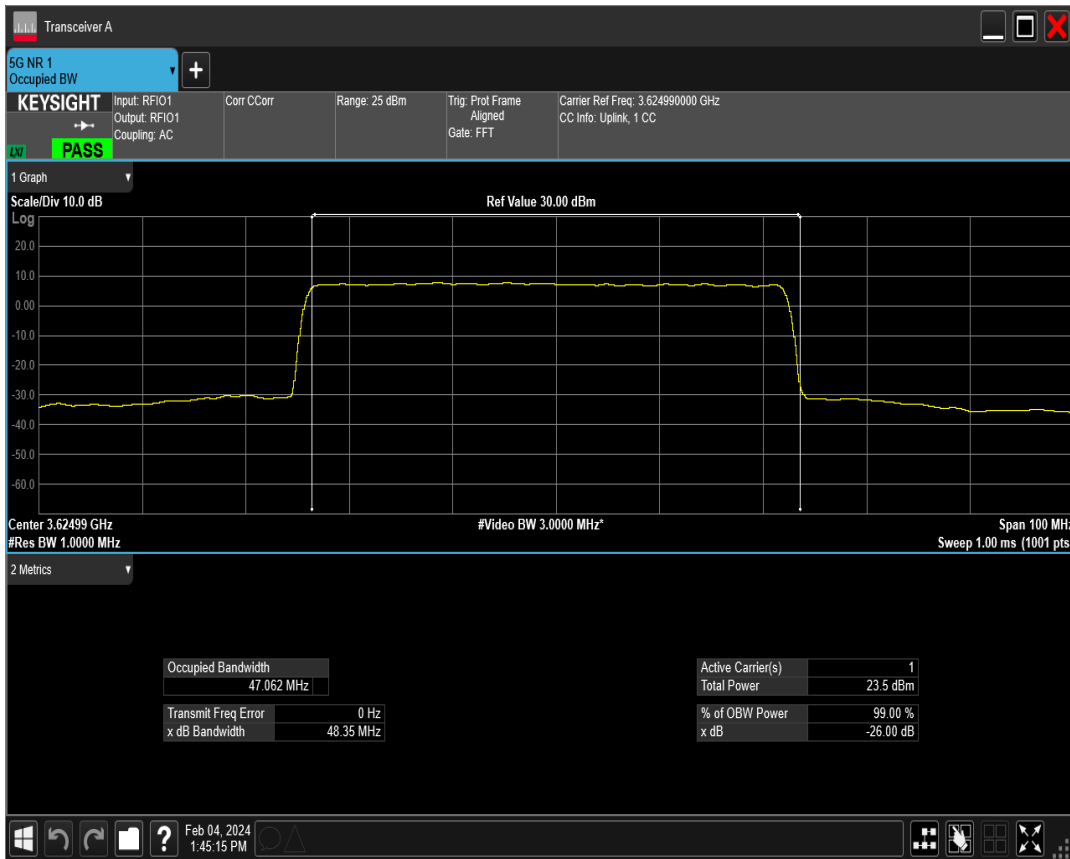 Transceiver A
5G NR 1
Occupied BW
KEYSIGHT
LXI
PASS
Input: RFIO1
Output: RFIO1
Coupling: AC
Corr CCorr
Range: 25 dBm
Trig: Prot Frame
Aligned
Gate: FFT
Carrier Ref Freq: 3.624990000 GHz
CC Info: Uplink, 1 CC
1 Graph
Scale/Div 10.0 dB
Ref Value 30.00 dBm
Log
20.0
10.0
0.00
-10.0
-20.0
-30.0
-40.0
-50.0
-60.0
Center 3.62499 GHz
#Video BW 3.0000 MHz*
Span 100 MHz
#Res BW 1.0000 MHz
Sweep 1.00 ms (1001 pts
2 Metrics
Occupied Bandwidth
47.062 MHz
Transmit Freq Error 0 Hz
x dB Bandwidth 48.35 MHz
Active Carrier(s) 1
Total Power 23.5 dBm
% of OBW Power 99.00 %
x dB -26.00 dB
?
Feb 04, 2024
1:45:15 PM